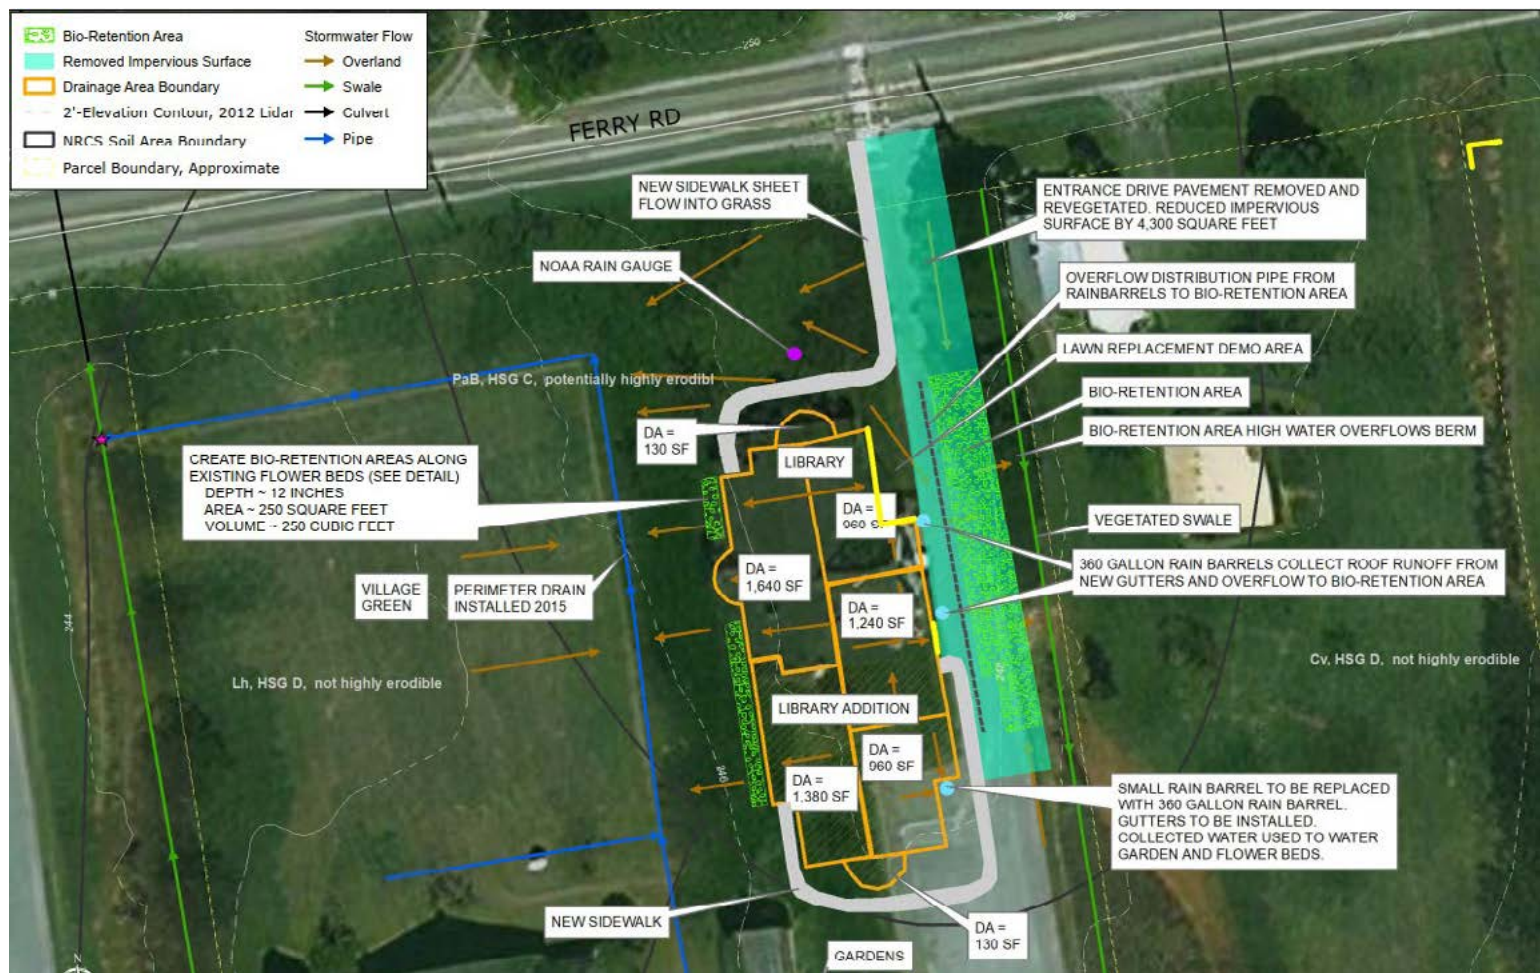 Bio-Retention Area
Removed Impervious Surface
Drainage Area Boundary
2'-Elevation Contour, 2012 Lidar
NRCS Soil Area Boundary
Parcel Boundary, Approximate
Stormwater Flow
Overland
Swale
Culvert
Pipe
248
250
FERRY RD
NEW SIDEWALK SHEET
FLOW INTO GRASS
ENTRANCE DRIVE PAVEMENT REMOVED AND
REVEGETATED. REDUCED IMPERVIOUS
SURFACE BY 4,300 SQUARE FEET
NOAA RAIN GAUGE
OVERFLOW DISTRIBUTION PIPE FROM
RAINBARRELS TO BIO-RETENTION AREA
LAWN REPLACEMENT DEMO AREA
PaB, HSG C, potentially highly erodibl
BIO-RETENTION AREA
BIO-RETENTION AREA HIGH WATER OVERFLOWS BERM
DA =
130 SF
LIBRARY
CREATE BIO-RETENTION AREAS ALONG
EXISTING FLOWER BEDS (SEE DETAIL)
DEPTH ~ 12 INCHES
AREA ~ 250 SQUARE FEET
VOLUME ~ 250 CUBIC FEET
DA =
960 SF
VEGETATED SWALE
360 GALLON RAIN BARRELS COLLECT ROOF RUNOFF FROM
NEW GUTTERS AND OVERFLOW TO BIO-RETENTION AREA
VILLAGE
GREEN
PERIMETER DRAIN
INSTALLED 2015
DA =
1,640 SF
DA =
1,240 SF
244
Lh, HSG D, not highly erodible
Cv, HSG D, not highly erodible
LIBRARY ADDITION
246
DA =
960 SF
DA =
1,380 SF
SMALL RAIN BARREL TO BE REPLACED
WITH 360 GALLON RAIN BARREL.
GUTTERS TO BE INSTALLED.
COLLECTED WATER USED TO WATER
GARDEN AND FLOWER BEDS.
NEW SIDEWALK
DA =
130 SF
GARDENS